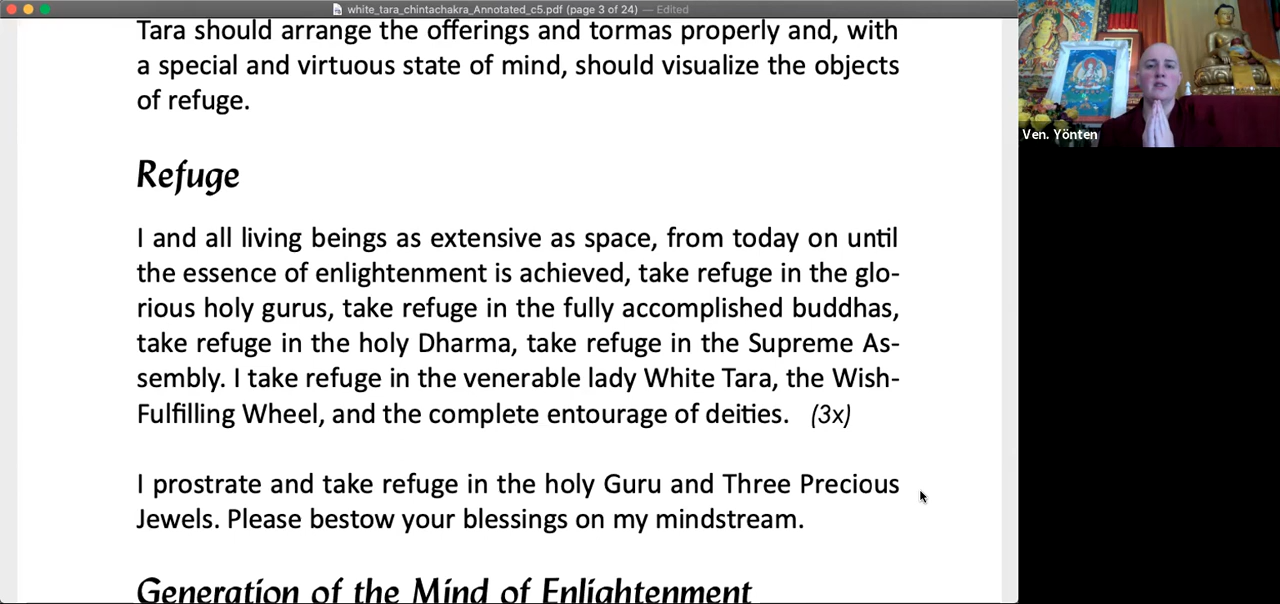 white_tara_chintachakra_Annotated_c5.pdf (page 3 of 24) — Edited
Tara should arrange the offerings and tormas properly and, with
a special and virtuous state of mind, should visualize the objects
of refuge.
Refuge
I and all living beings as extensive as space, from today on until
the essence of enlightenment is achieved, take refuge in the glo-
rious holy gurus, take refuge in the fully accomplished buddhas,
take refuge in the holy Dharma, take refuge in the Supreme As-
sembly. I take refuge in the venerable lady White Tara, the Wish-
Fulfilling Wheel, and the complete entourage of deities. (3x)
I prostrate and take refuge in the holy Guru and Three Precious
Jewels. Please bestow your blessings on my mindstream.
Generation of the Mind of Enlightenment
Ven. Yönten